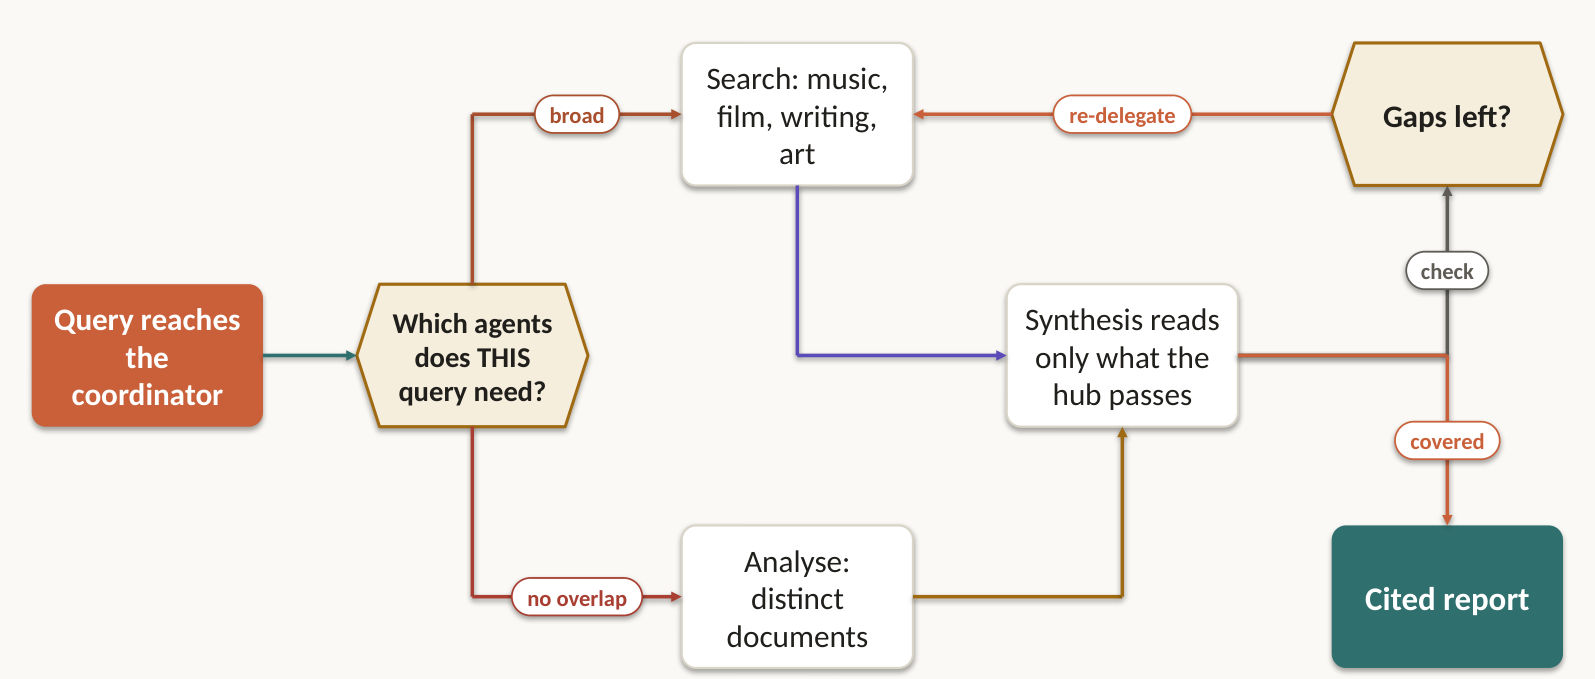 Search: music,
film, writing,
art
broad
re-delegate
Gaps left?
check
Query reaches
the
coordinator
Which agents
does THIS
query need?
Synthesis reads
only what the
hub passes
covered
no overlap
Analyse:
distinct
documents
Cited report